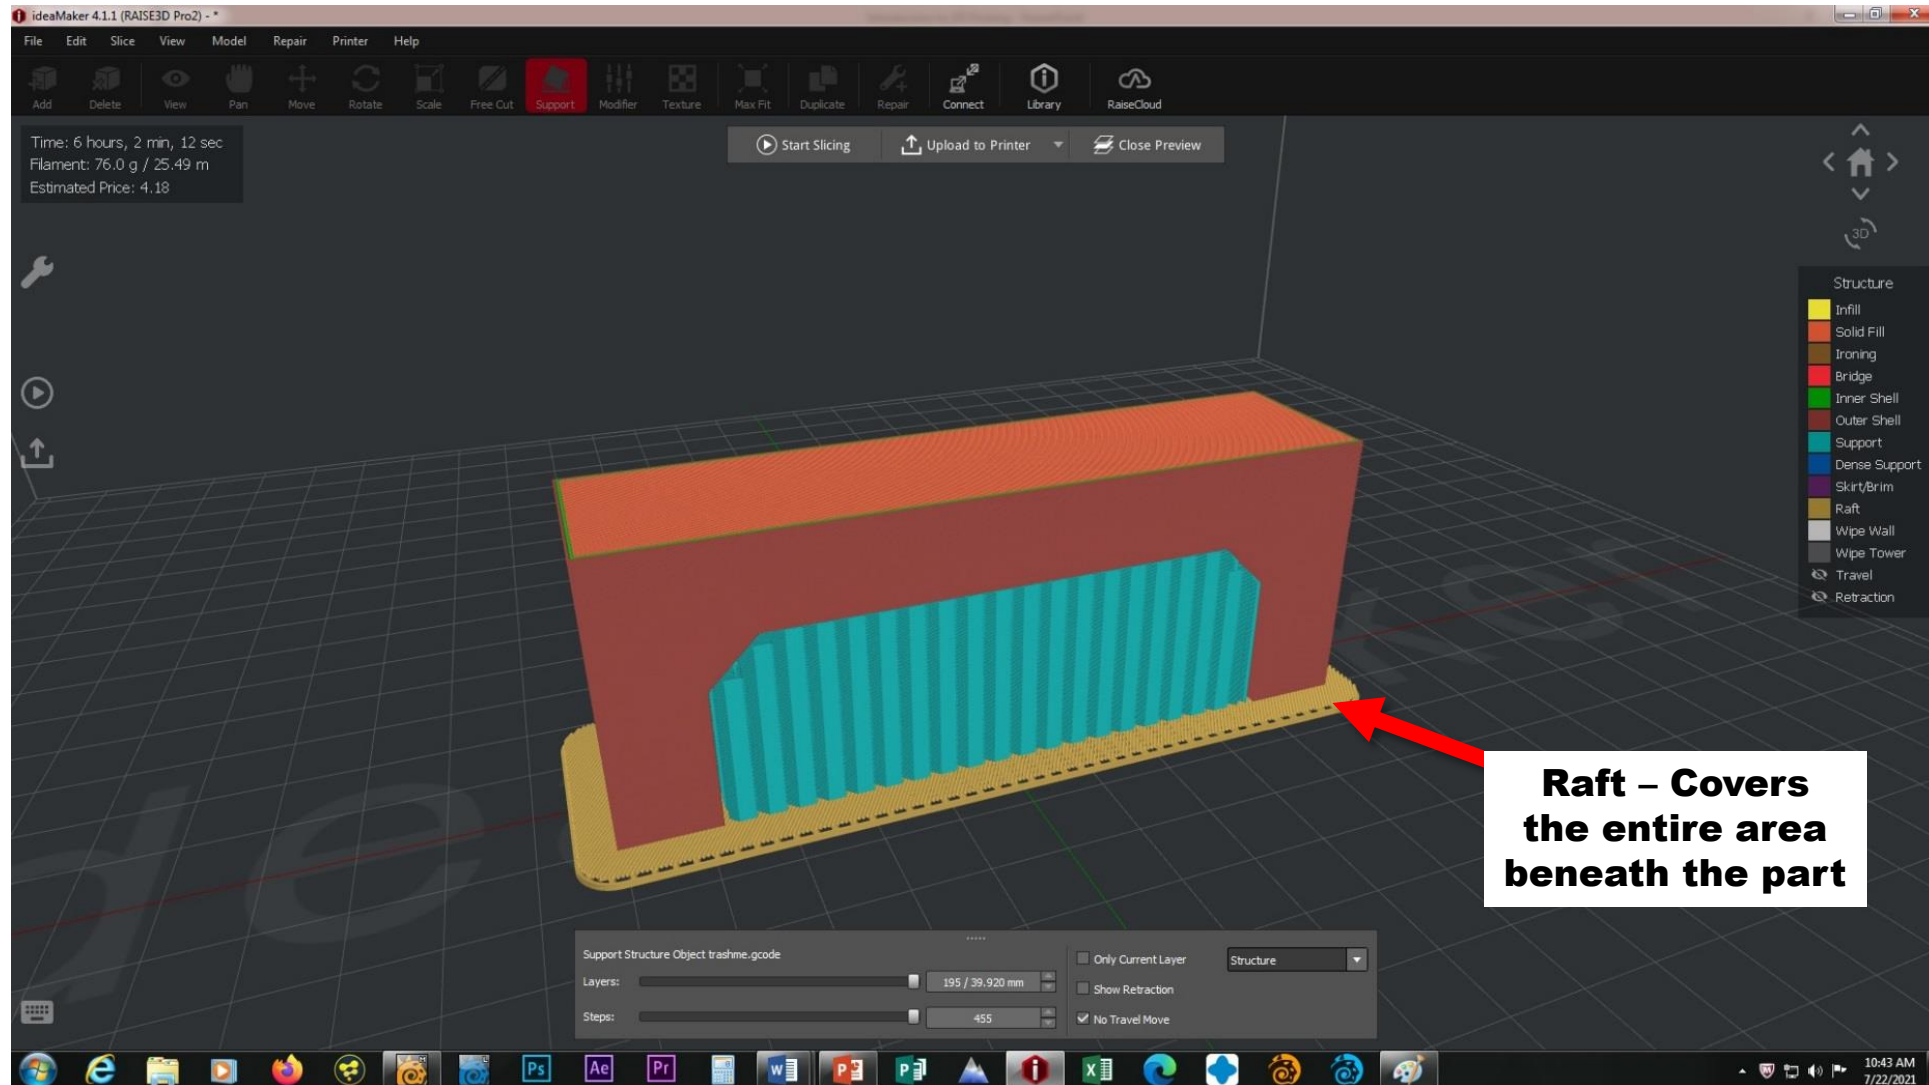 ideaMaker 4.1.1 (RAISE3D Pro2) - *
File Edit Slice View Model Repair Printer Help
Add Delete View Pan Move Rotate Scale Free Cut Support Modifier Texture Max Fit Duplicate Repair Connect Library RaiseCloud
Time: 6 hours, 2 min, 12 sec
Filament: 76.0 g / 25.49 m
Estimated Price: 4.18
Start Slicing Upload to Printer Close Preview
3D
Structure
Infill
Solid Fill
Ironing
Bridge
Inner Shell
Outer Shell
Support
Dense Support
Skirt/Brim
Raft
Wipe Wall
Wipe Tower
Travel
Retraction
Raft – Covers
the entire area
beneath the part
Support Structure Object trashme.gcode
Layers: 195 / 39.920 mm
Steps: 455
Only Current Layer
Show Retraction
No Travel Move
Structure
Ps Ae Pr
10:43 AM
7/22/2021